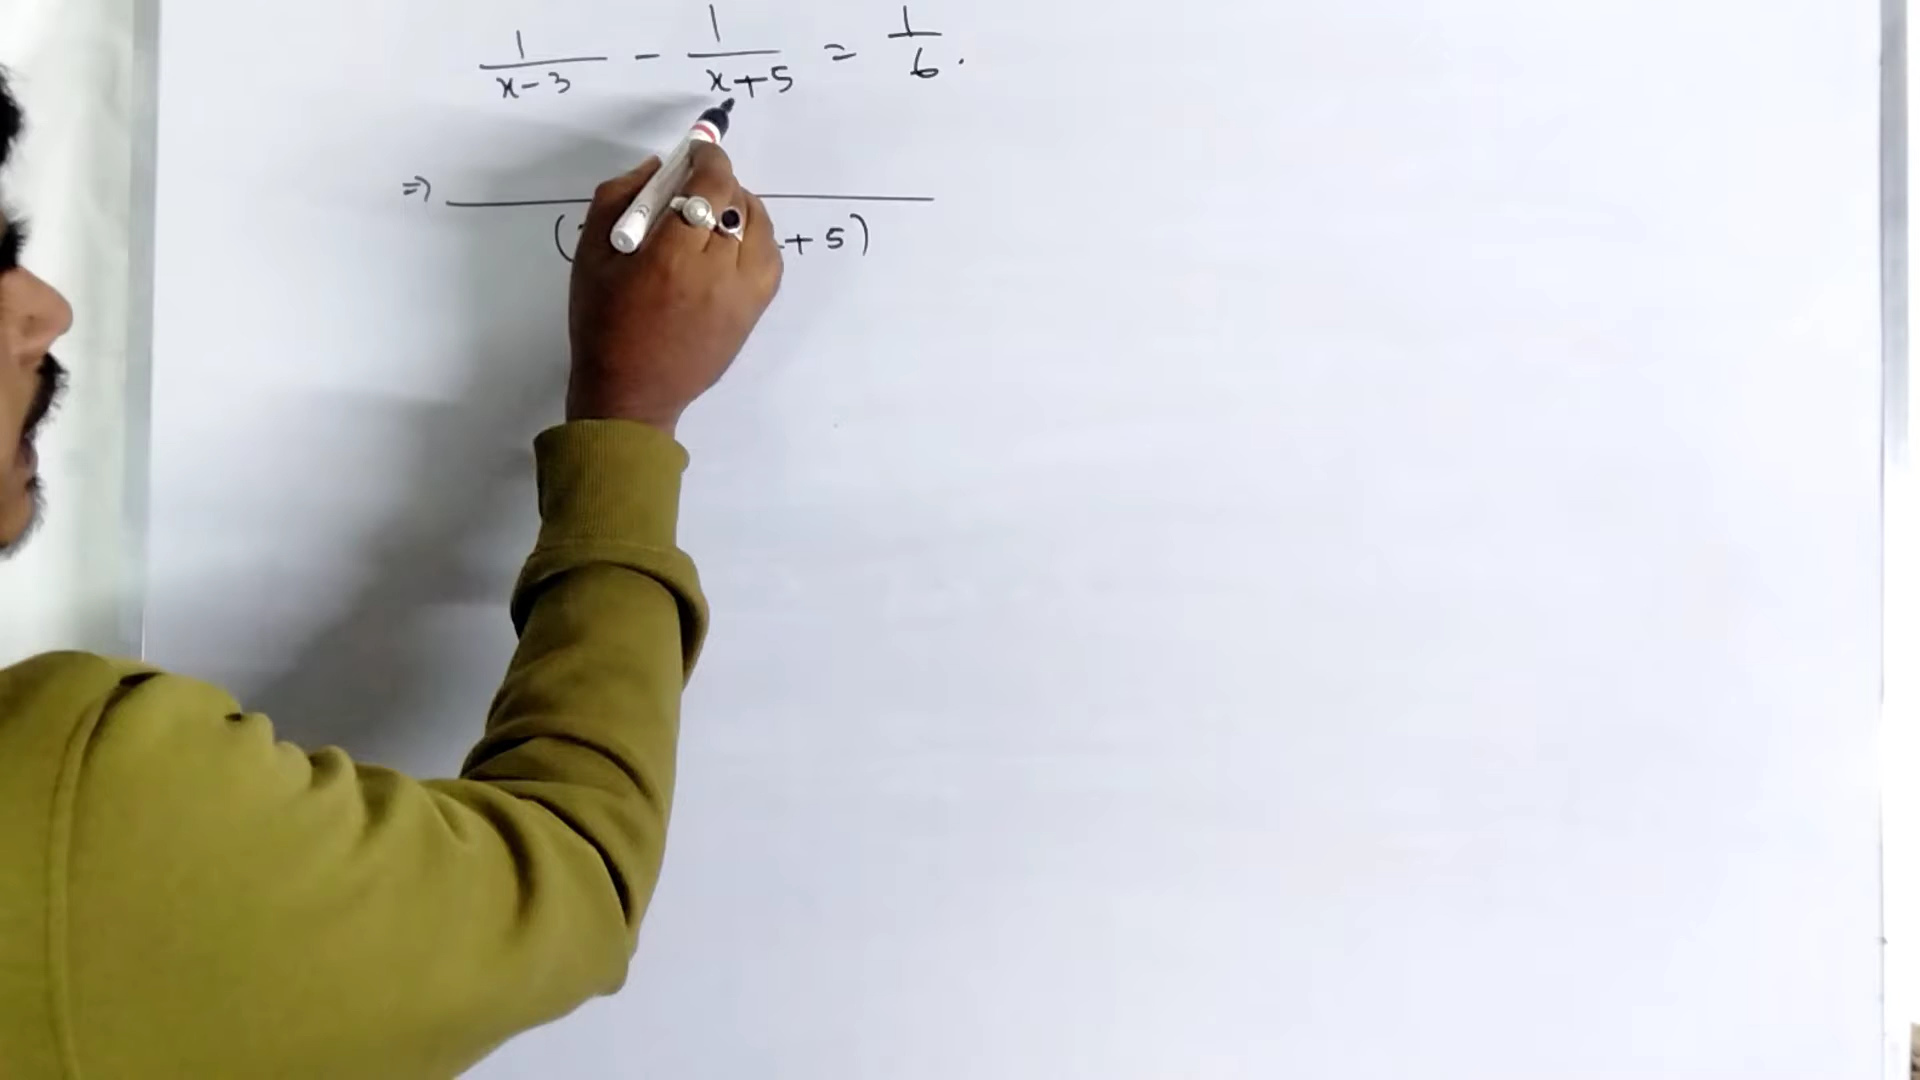 1/(x-3) - 1/(x+5) = 1/6.
⇒ ( + 5)